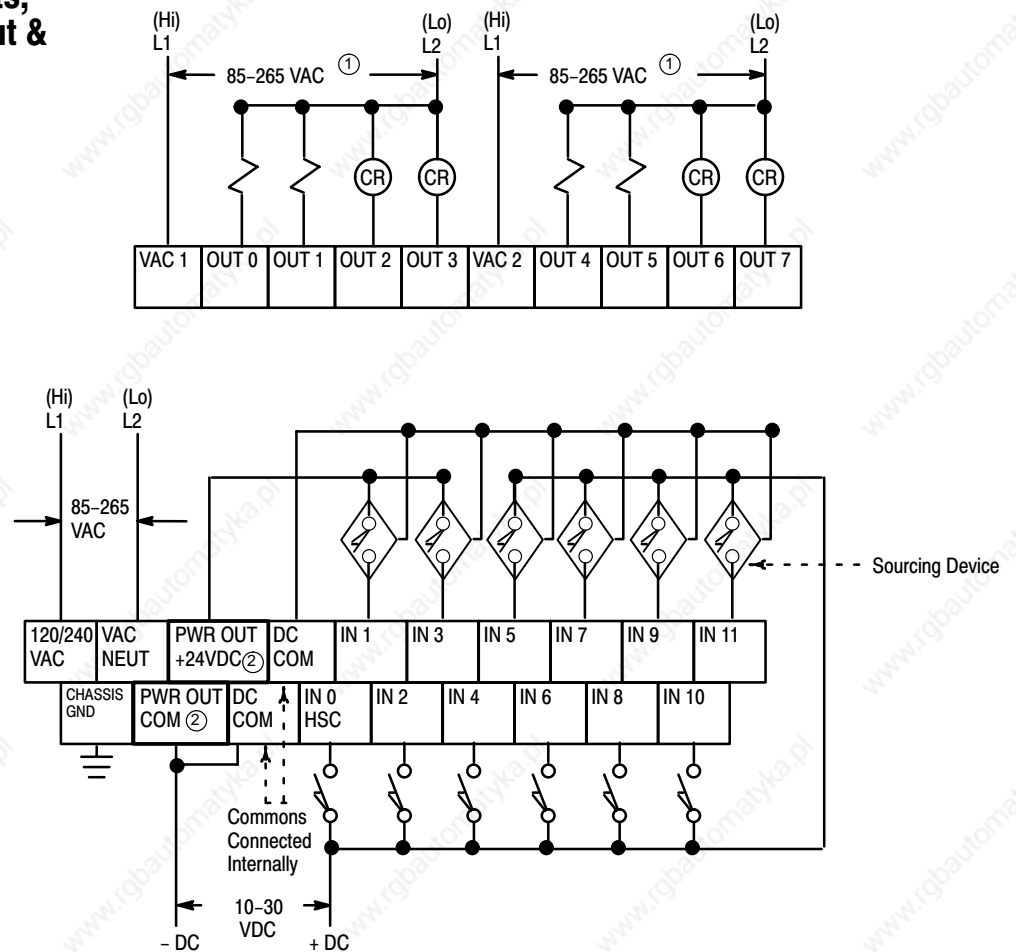 ut &
(Hi)
L1
(Lo)
L2
(Hi)
L1
(Lo)
L2
85–265 VAC ①
85–265 VAC ①
CR
CR
CR
CR
VAC 1
OUT 0
OUT 1
OUT 2
OUT 3
VAC 2
OUT 4
OUT 5
OUT 6
OUT 7
(Hi)
L1
(Lo)
L2
85–265
VAC
Sourcing Device
120/240
VAC
VAC
NEUT
PWR OUT
+24VDC②
DC
COM
IN 1
IN 3
IN 5
IN 7
IN 9
IN 11
CHASSIS
GND
PWR OUT
COM ②
DC
COM
IN 0
HSC
IN 2
IN 4
IN 6
IN 8
IN 10
Commons
Connected
Internally
10–30
VDC
– DC
+ DC
www.rgbautomatyka.pl